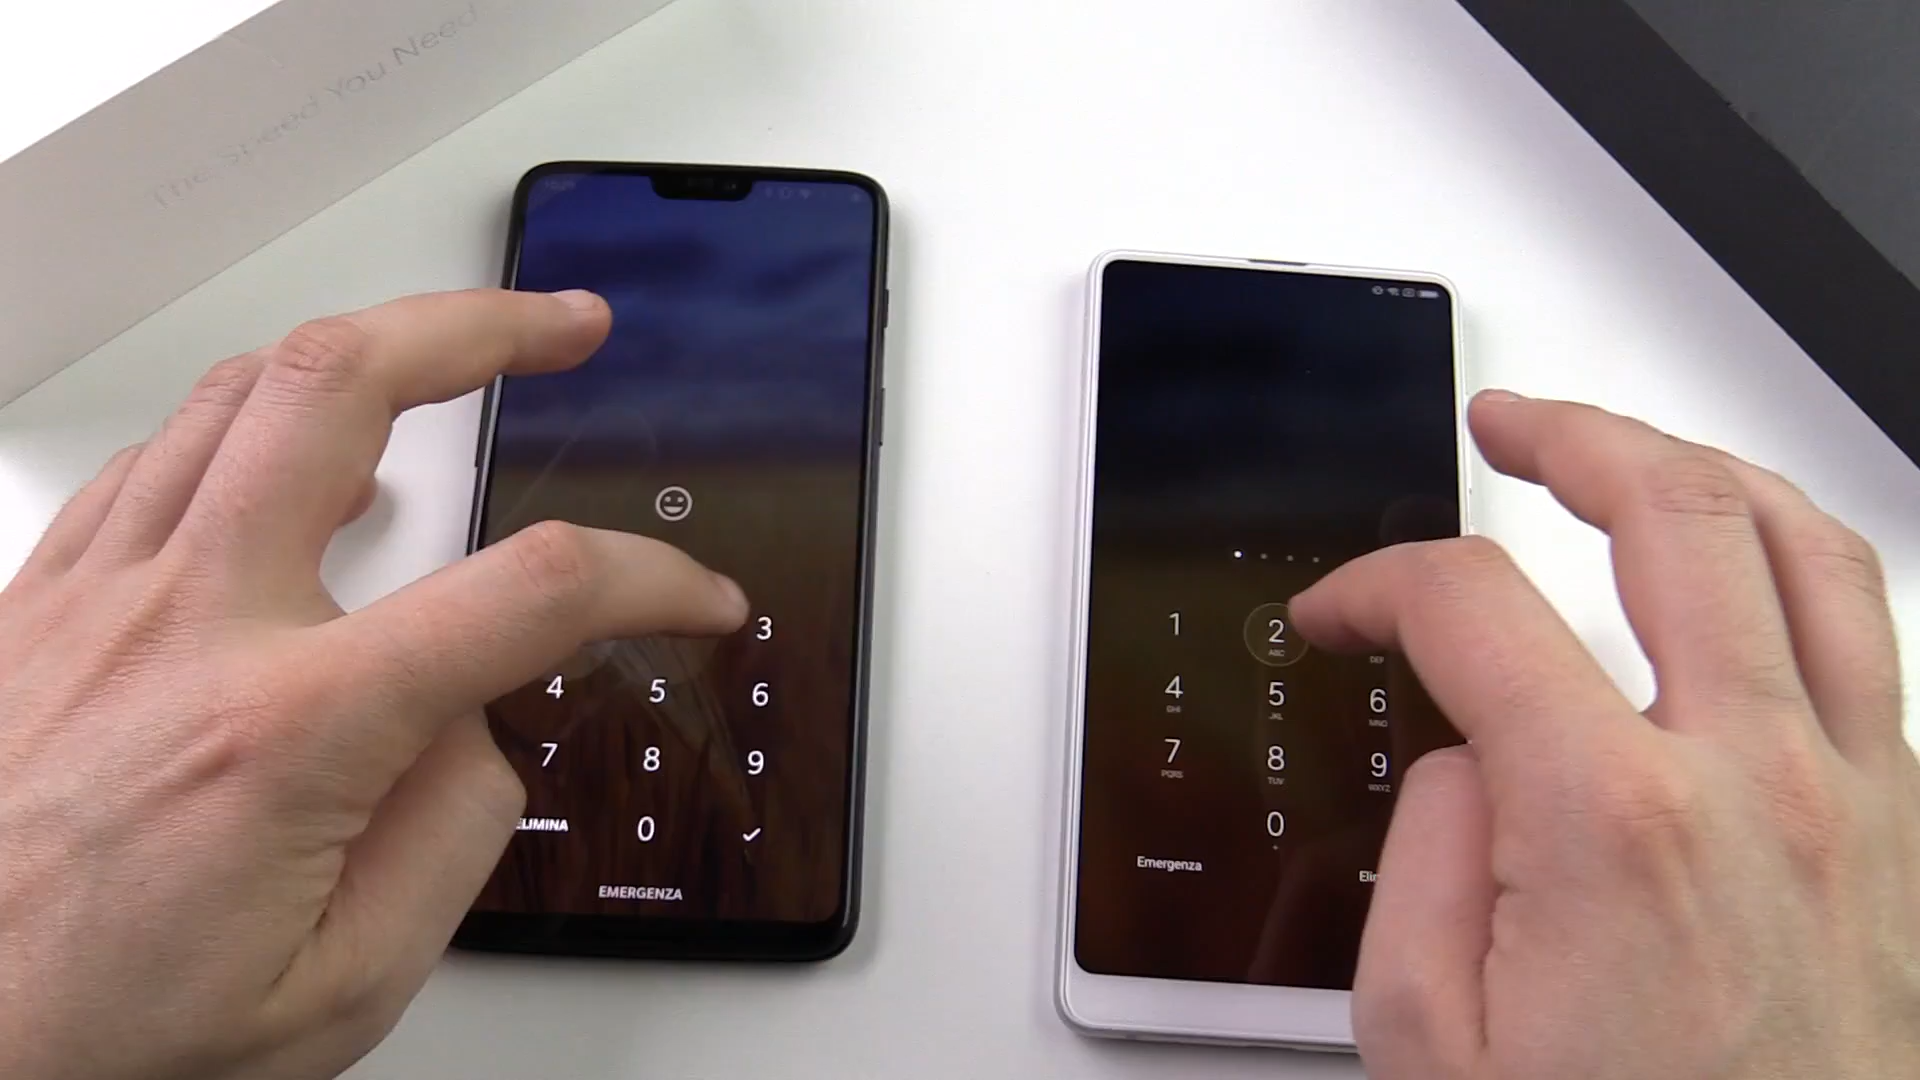 The Speed You Need
3
4 5 6
7 8 9
ELIMINA 0
EMERGENZA
1 2
ABC
DEF
4 5 6
GHI JKL MNO
7 8 9
PQRS TUV WXYZ
0
+
Emergenza